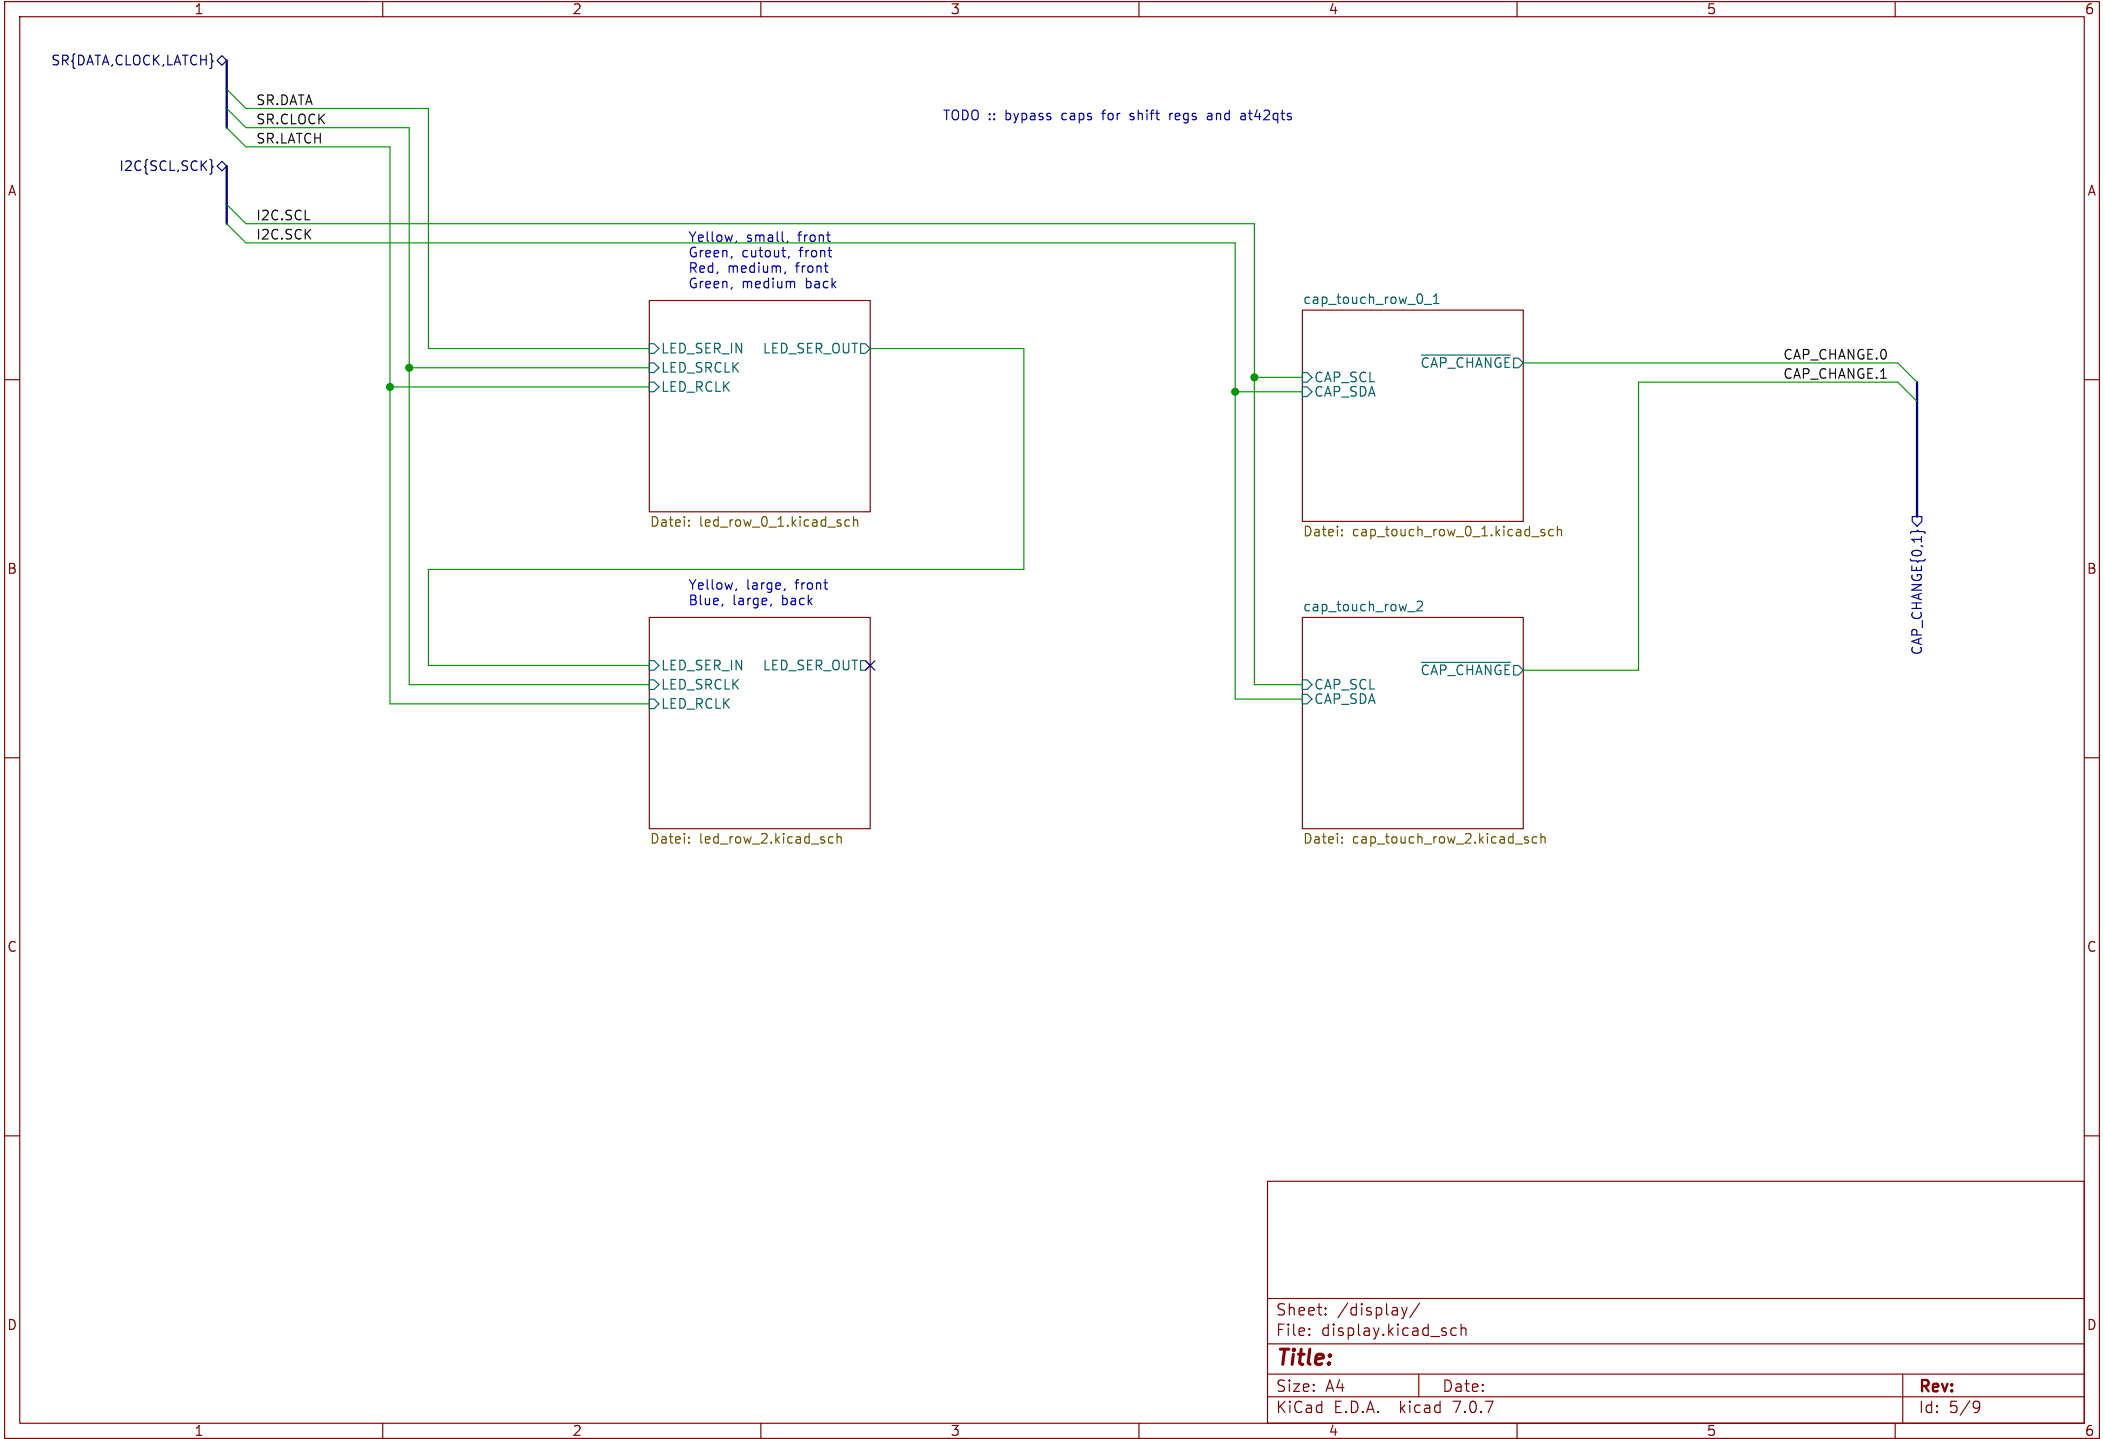 1 2 3 4 5 6
SR{DATA,CLOCK,LATCH}
SR.DATA
SR.CLOCK
SR.LATCH
TODO :: bypass caps for shift regs and at42qts
I2C{SCL,SCK}
A A
I2C.SCL
I2C.SCK
Yellow, small, front
Green, cutout, front
Red, medium, front
Green, medium back
LED_SER_IN LED_SER_OUT
LED_SRCLK
LED_RCLK
Datei: led_row_0_1.kicad_sch
cap_touch_row_0_1
CAP_CHANGE
CAP_SCL
CAP_SDA
Datei: cap_touch_row_0_1.kicad_sch
CAP_CHANGE.0
CAP_CHANGE.1
CAP_CHANGE{0,1}
B B
Yellow, large, front
Blue, large, back
LED_SER_IN LED_SER_OUT
LED_SRCLK
LED_RCLK
Datei: led_row_2.kicad_sch
cap_touch_row_2
CAP_CHANGE
CAP_SCL
CAP_SDA
Datei: cap_touch_row_2.kicad_sch
C C
D D
Sheet: /display/
File: display.kicad_sch
Title:
Size: A4 Date: Rev:
KiCad E.D.A. kicad 7.0.7 Id: 5/9
1 2 3 4 5 6